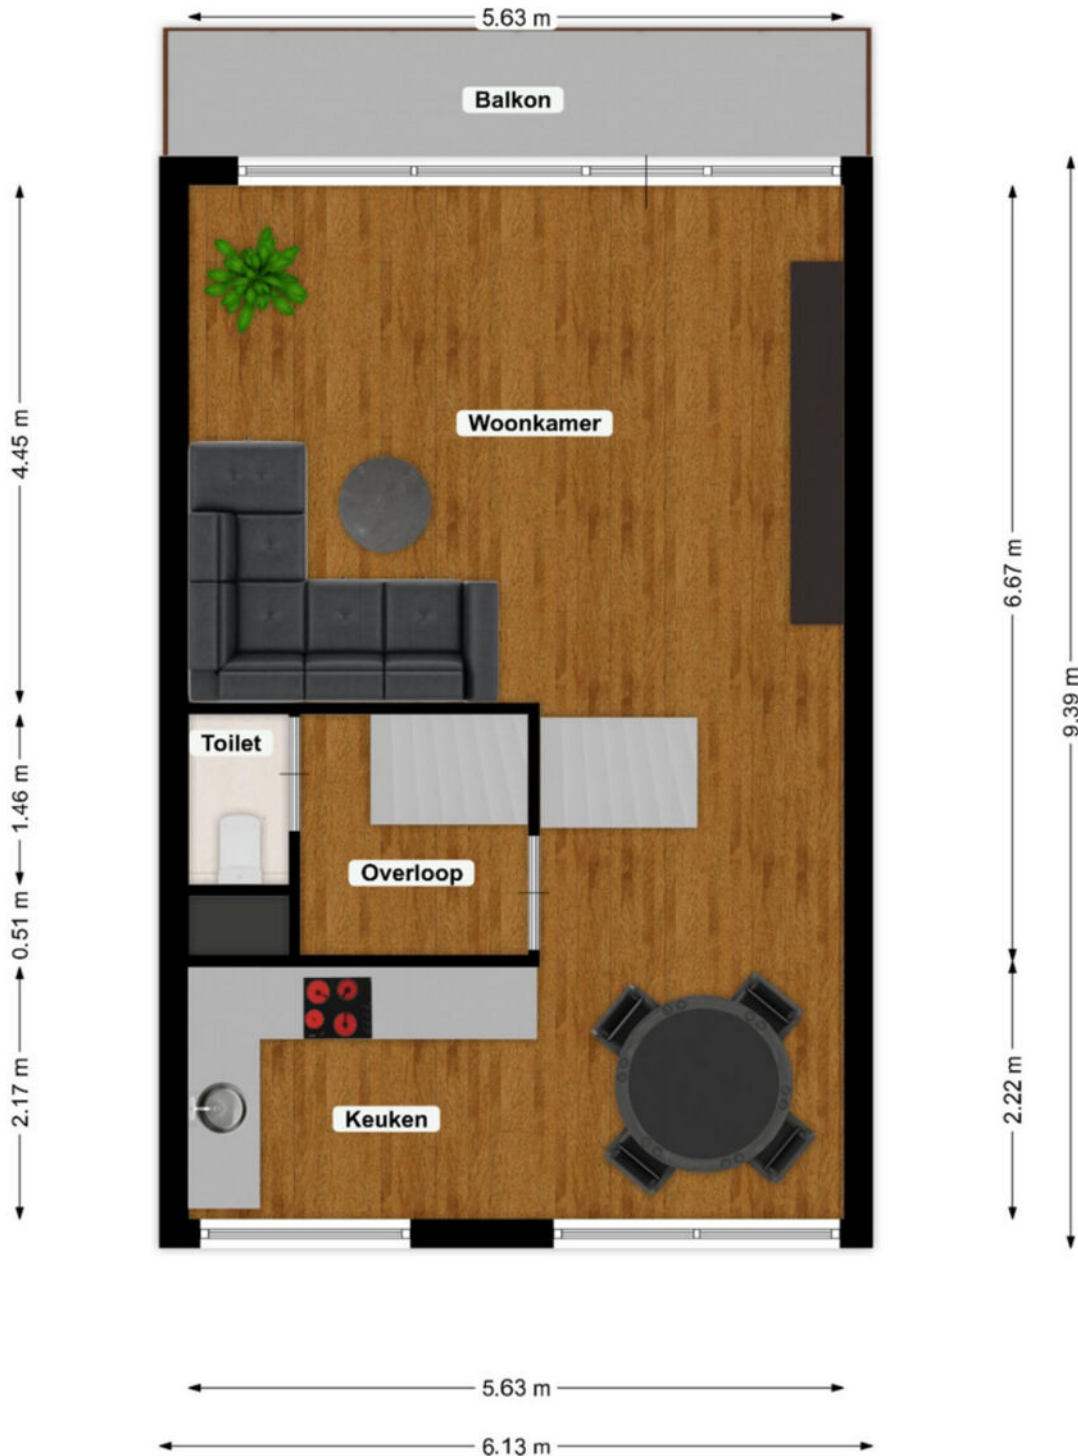 5.63 m
Balkon
Woonkamer
4.45 m
6.67 m
9.39 m
Toilet
1.46 m
Overloop
0.51 m
Keuken
2.17 m
2.22 m
5.63 m
6.13 m